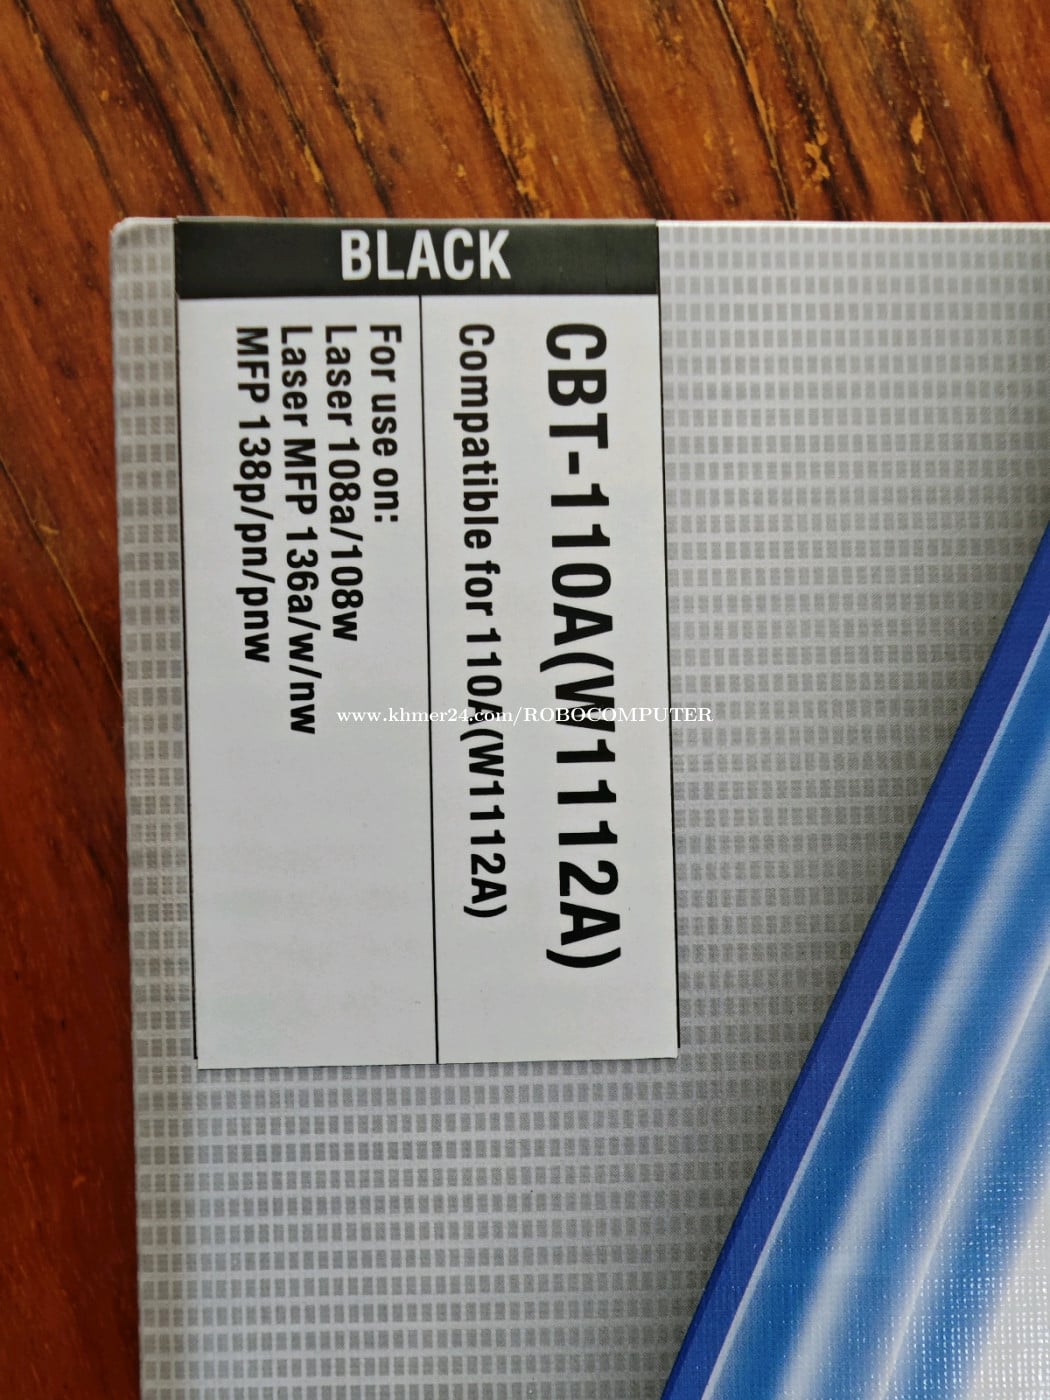 BLACK
CBT-110A(W1112A)
Compatible for 110A(W1112A)
For use on:
Laser 108a/108w
Laser MFP 136a/w/nw
MFP 138p/pn/pnw
www.khmer24.com/ROBOCOMPUTER